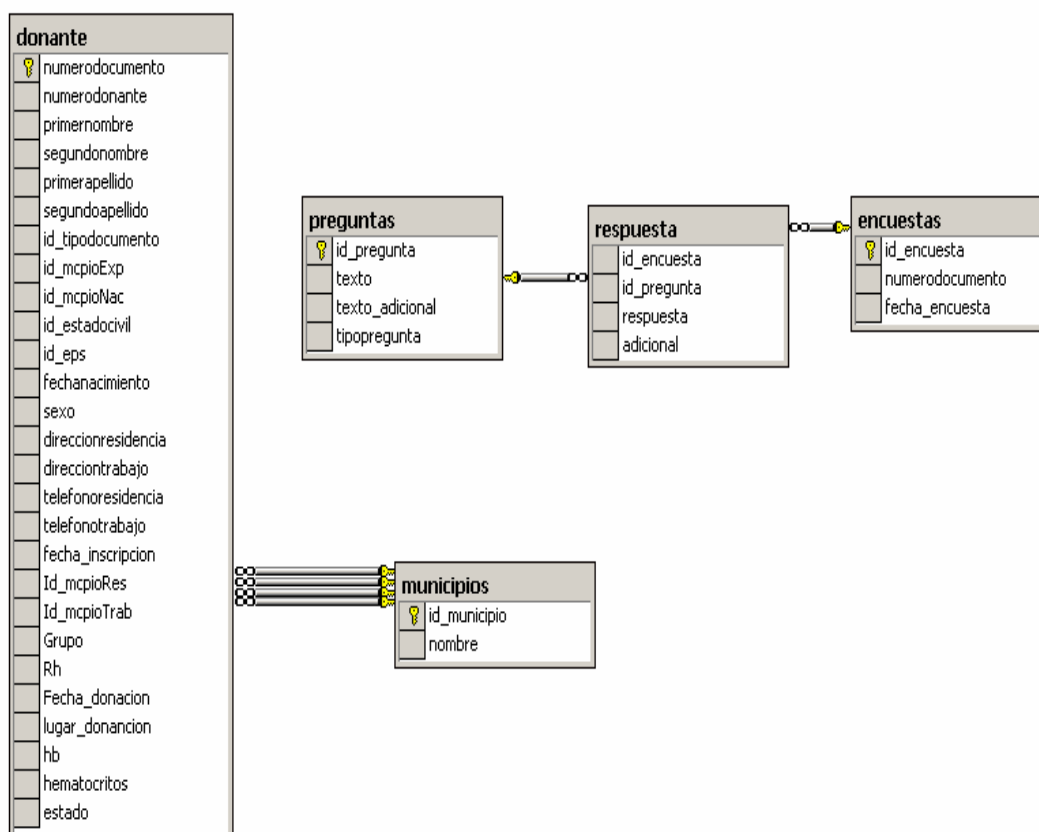 donante
numerodocumento
numerodonante
primernombre
segundonombre
primerapellido
segundoapellido
id_tipodocumento
id_mcpioExp
id_mcpioNac
id_estadocivil
id_eps
fechanacimiento
sexo
direccionresidencia
direcciontrabajo
telefonoresidencia
telefonotrabajo
fecha_inscripcion
Id_mcpioRes
Id_mcpioTrab
Grupo
Rh
Fecha_donacion
lugar_donancion
hb
hematocritos
estado
preguntas
id_pregunta
texto
texto_adicional
tipopregunta
respuesta
id_encuesta
id_pregunta
respuesta
adicional
encuestas
id_encuesta
numerodocumento
fecha_encuesta
municipios
id_municipio
nombre